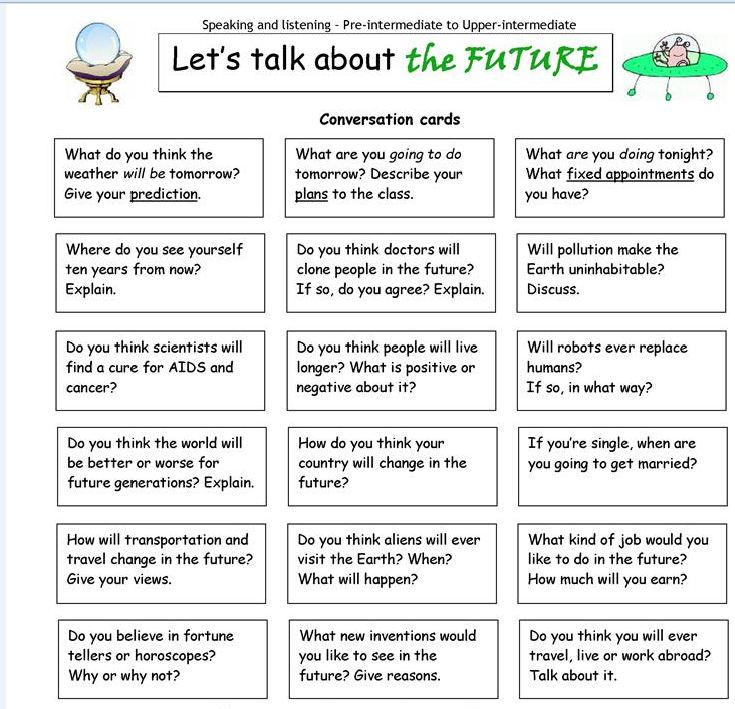 Speaking and listening - Pre-intermediate to Upper-intermediate
Let's talk about the FUTURE
Conversation cards
What do you think the
weather will be tomorrow?
Give your prediction.
What are you going to do
tomorrow? Describe your
plans to the class.
What are you doing tonight?
What fixed appointments do
you have?
Where do you see yourself
ten years from now?
Explain.
Do you think doctors will
clone people in the future?
If so, do you agree? Explain.
Will pollution make the
Earth uninhabitable?
Discuss.
Do you think scientists will
find a cure for AIDS and
cancer?
Do you think people will live
longer? What is positive or
negative about it?
Will robots ever replace
humans?
If so, in what way?
Do you think the world will
be better or worse for
future generations? Explain.
How do you think your
country will change in the
future?
If you're single, when are
you going to get married?
How will transportation and
travel change in the future?
Give your views.
Do you think aliens will ever
visit the Earth? When?
What will happen?
What kind of job would you
like to do in the future?
How much will you earn?
Do you believe in fortune
tellers or horoscopes?
Why or why not?
What new inventions would
you like to see in the
future? Give reasons.
Do you think you will ever
travel, live or work abroad?
Talk about it.